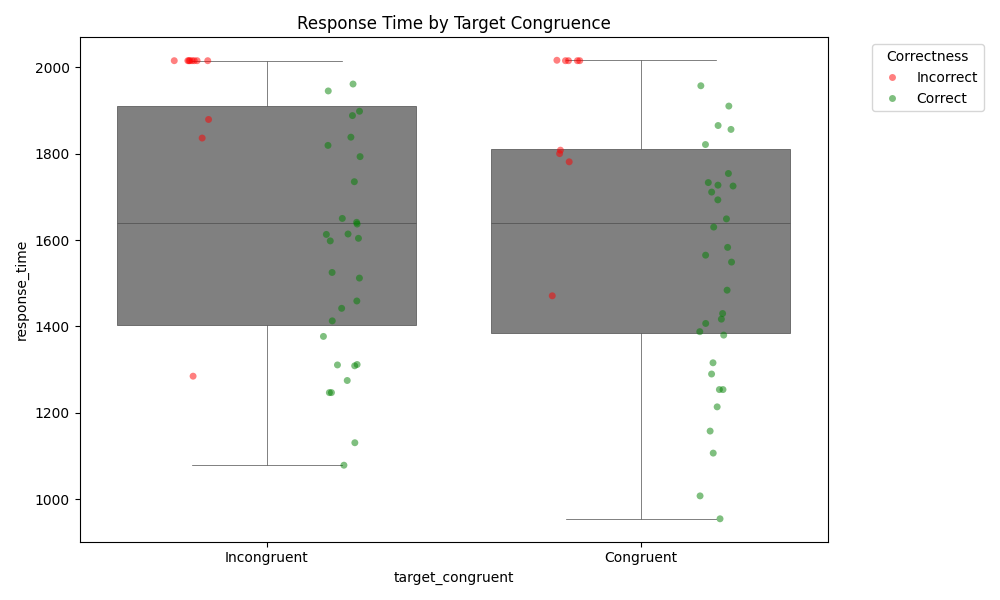 Response Time by Target Congruence
Correctness
Incorrect
Correct
response_time
2000
1800
1600
1400
1200
1000
Incongruent
Congruent
target_congruent